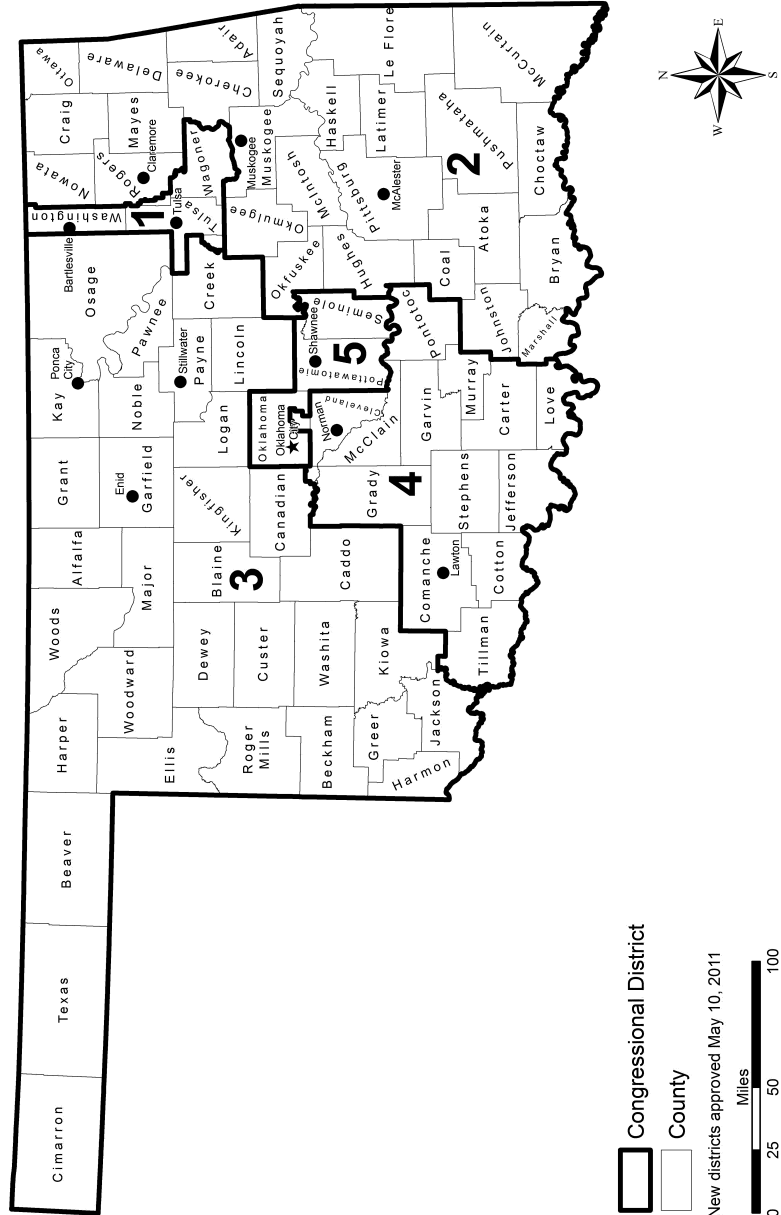 Cimarron
Texas
Beaver
Harper
Woods
Alfalfa
Grant
Kay
Ponca
City
Osage
Bartlesville
Washington
Nowata
Craig
Ottawa
Ellis
Woodward
Major
Garfield
Enid
Noble
Pawnee
1
Rogers
Claremore
Mayes
Delaware
Roger
Mills
Dewey
Blaine
Kingfisher
Logan
Payne
Stillwater
Creek
Tulsa
Tulsa
Wagoner
Cherokee
Adair
Custer
3
Canadian
Oklahoma
Oklahoma
City
Lincoln
Okmulgee
Muskogee
Muskogee
Sequoyah
Beckham
Washita
Caddo
Grady
McClain
Norman
Cleveland
Shawnee
5
Pottawatomie
Seminole
Okfuskee
Hughes
McIntosh
Haskell
Greer
Kiowa
Harmon
Jackson
Comanche
Lawton
4
Garvin
Pontotoc
Coal
Pittsburg
McAlester
Latimer
Le Flore
Tillman
Cotton
Stephens
Jefferson
Murray
Carter
Love
Johnston
Marshall
Atoka
Bryan
2
Pushmataha
Choctaw
McCurtain
N
E
S
W
Congressional District
County
New districts approved May 10, 2011
Miles
0 25 50 100